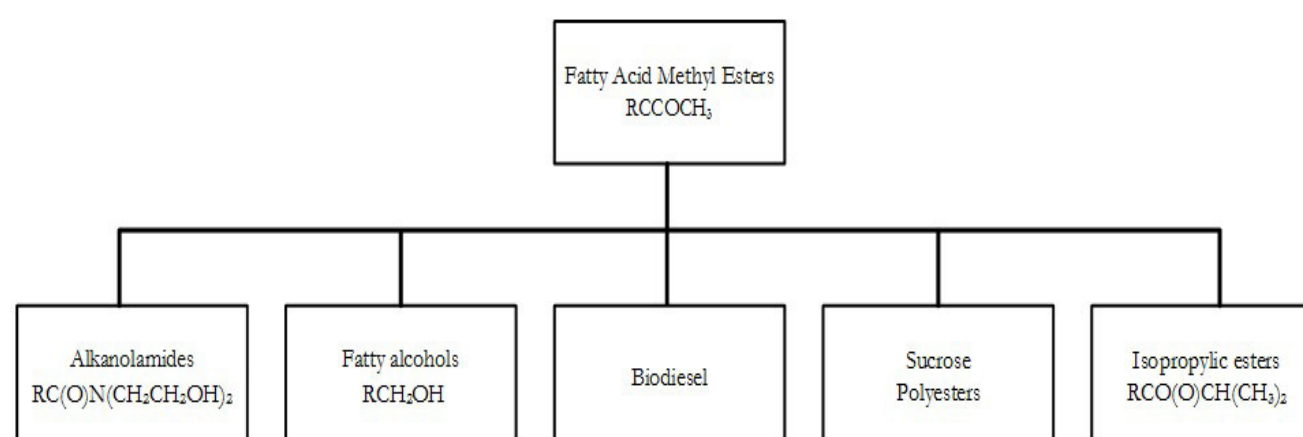 Fatty Acid Methyl Esters
RCCOCH₃
Alkanolamides
RC(O)N(CH₂CH₂OH)₂
Fatty alcohols
RCH₂OH
Biodiesel
Sucrose
Polyesters
Isopropylic esters
RCO(O)CH(CH₃)₂